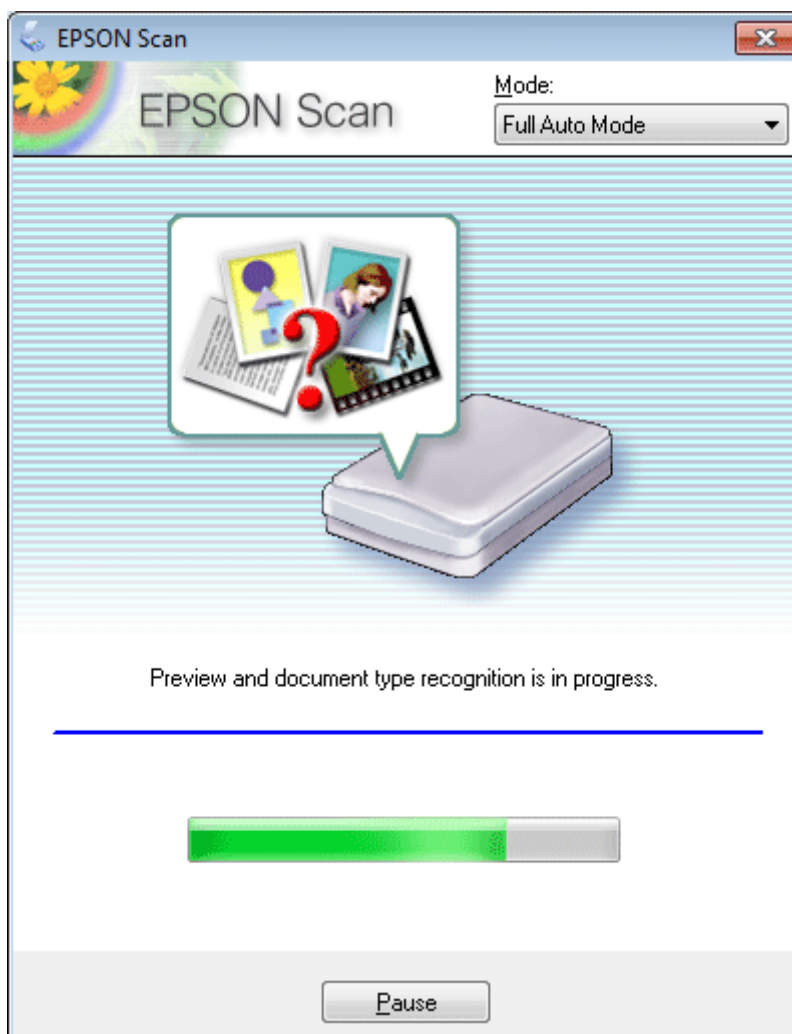 EPSON Scan
EPSON Scan
Mode:
Full Auto Mode
?
Preview and document type recognition is in progress.
Pause